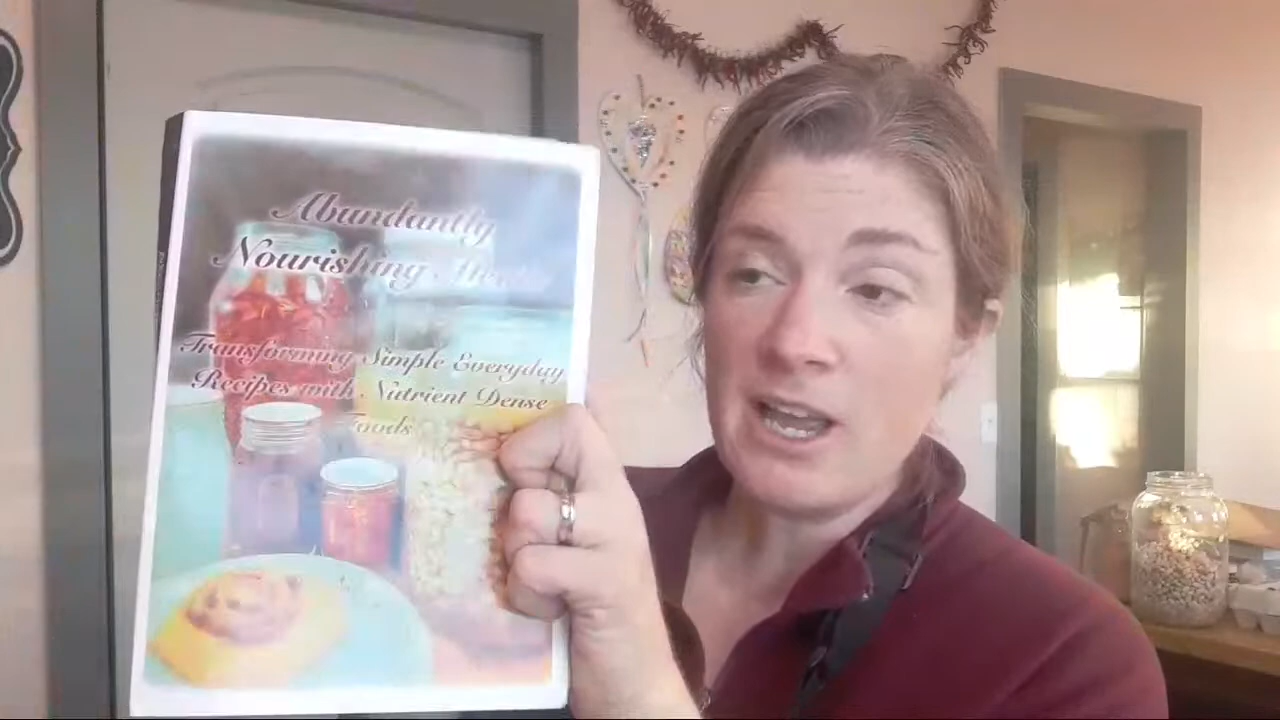 Abundantly
Nourishing
Transforming Simple Everyday
Recipes with Nutrient Dense
Foods